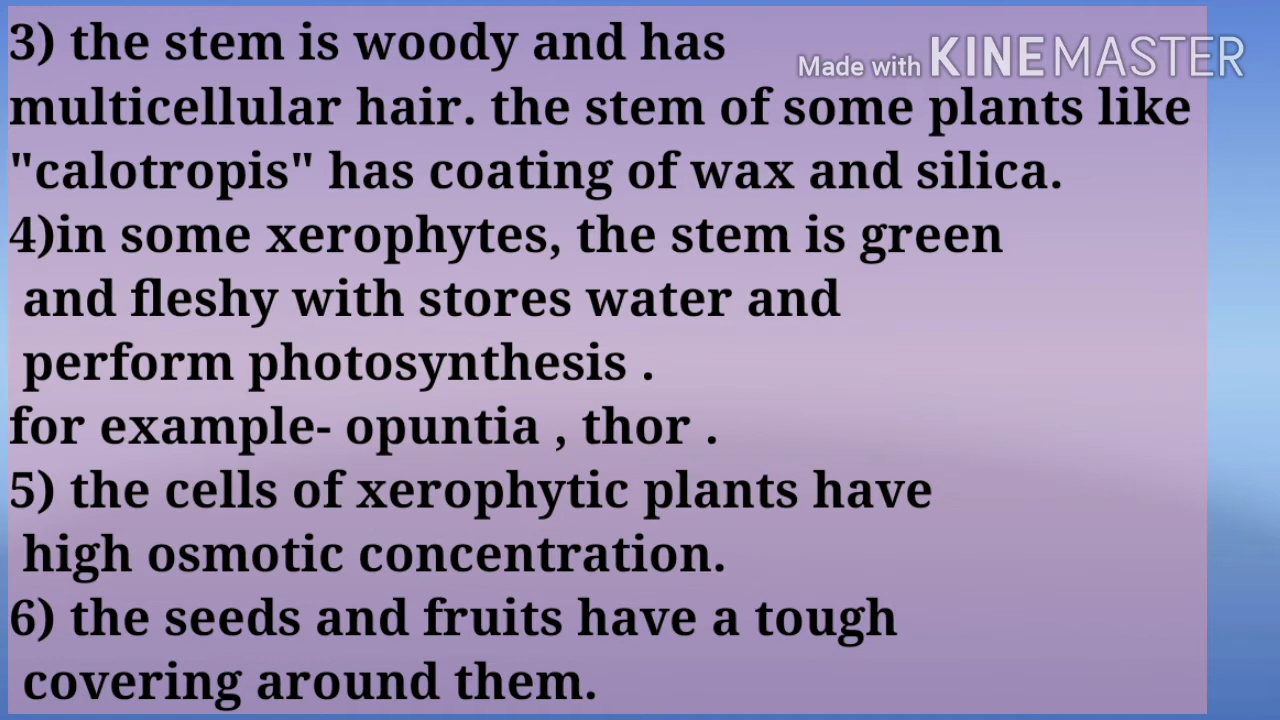 3) the stem is woody and has
Made with KINEMASTER
multicellular hair. the stem of some plants like
"calotropis" has coating of wax and silica.
4)in some xerophytes, the stem is green
and fleshy with stores water and
perform photosynthesis .
for example- opuntia , thor .
5) the cells of xerophytic plants have
high osmotic concentration.
6) the seeds and fruits have a tough
covering around them.